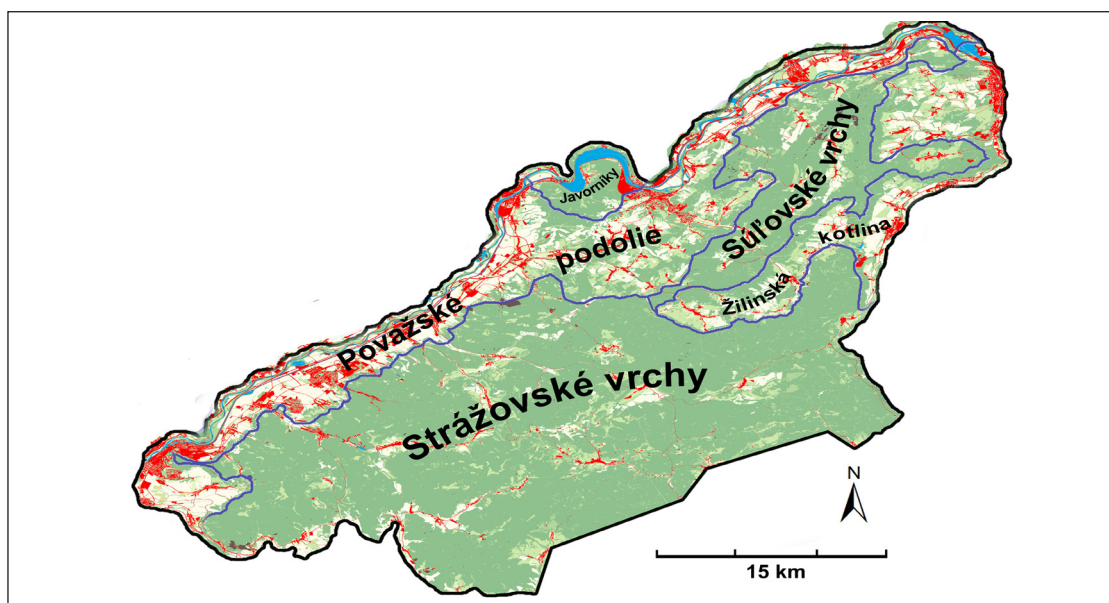 Javorníky
Súľovské vrchy
Považské podolie
Žilinská kotlina
Strážovské vrchy
N
15 km